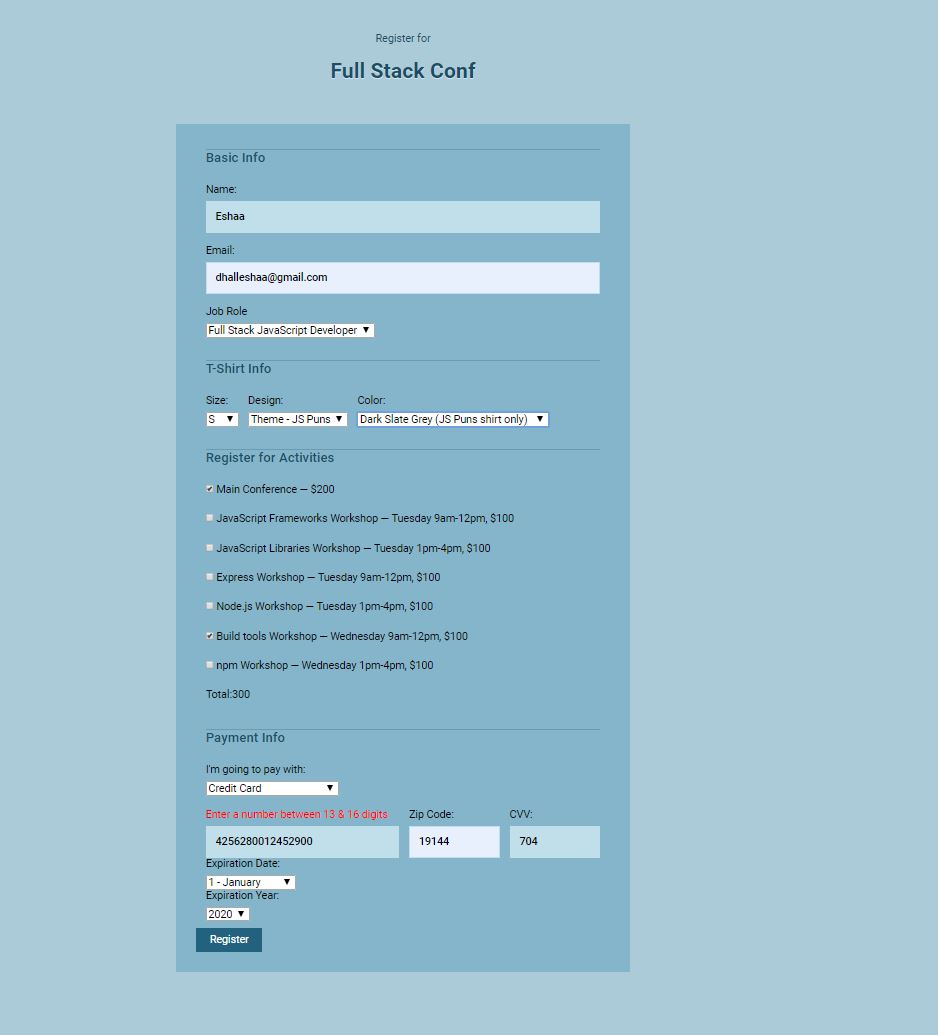 Register for
Full Stack Conf
Basic Info
Name:
Eshaa
Email:
dhalleshaa@gmail.com
Job Role
Full Stack JavaScript Developer
T-Shirt Info
Size: Design: Color:
S Theme - JS Puns Dark Slate Grey (JS Puns shirt only)
Register for Activities
Main Conference — $200
JavaScript Frameworks Workshop — Tuesday 9am-12pm, $100
JavaScript Libraries Workshop — Tuesday 1pm-4pm, $100
Express Workshop — Tuesday 9am-12pm, $100
Node.js Workshop — Tuesday 1pm-4pm, $100
Build tools Workshop — Wednesday 9am-12pm, $100
npm Workshop — Wednesday 1pm-4pm, $100
Total:300
Payment Info
I'm going to pay with:
Credit Card
Enter a number between 13 & 16 digits Zip Code: CVV:
4256280012452900 19144 704
Expiration Date:
1 - January
Expiration Year:
2020
Register